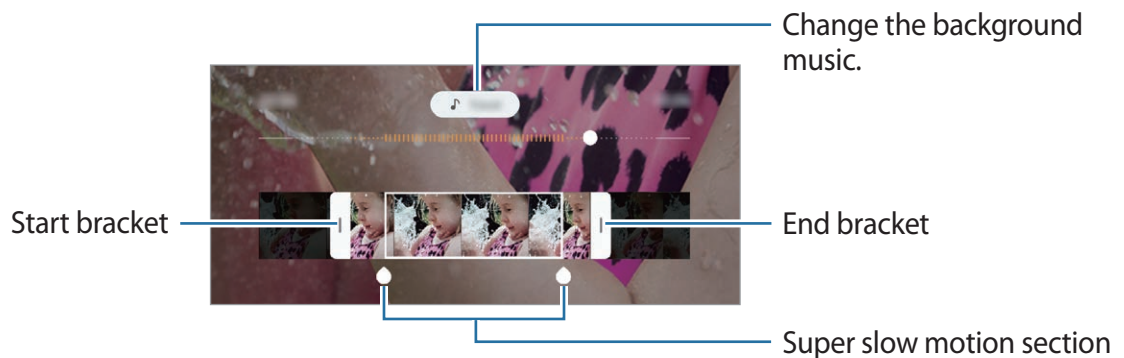 Change the background
music.
Start bracket
End bracket
Super slow motion section